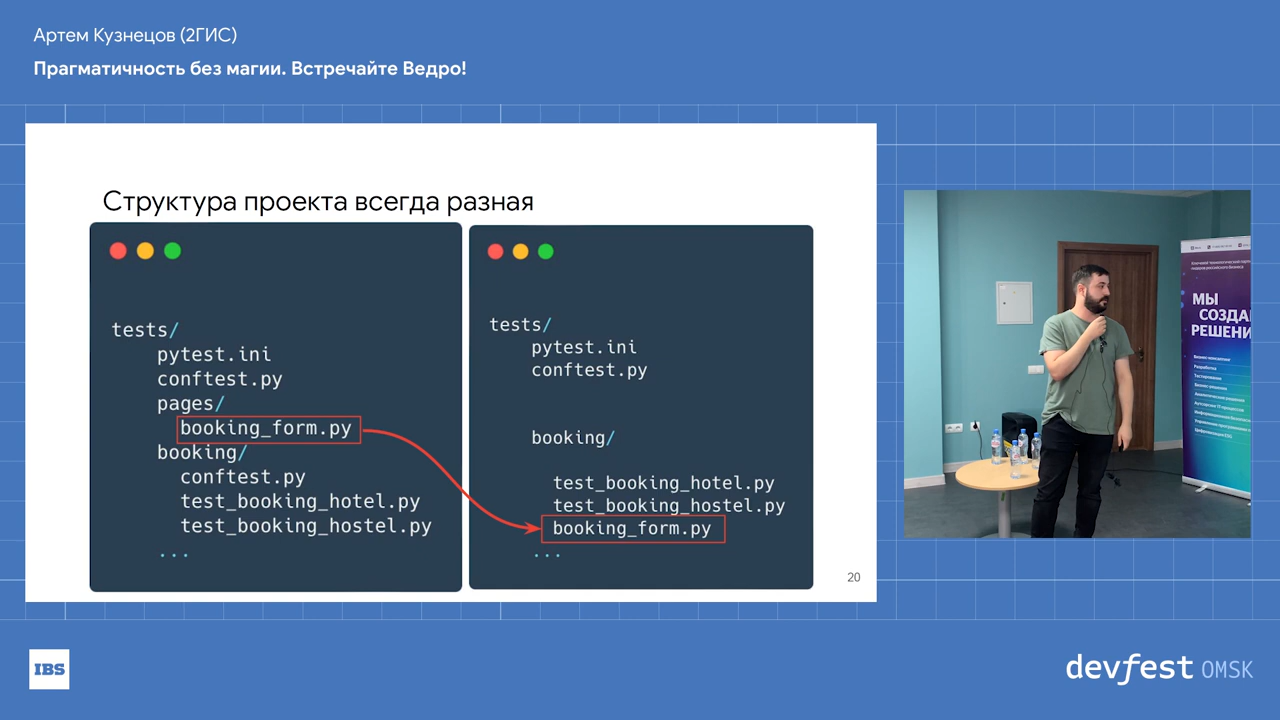 Артем Кузнецов (2ГИС)
Прагматичность без магии. Встречайте Ведро!
Структура проекта всегда разная
tests/
pytest.ini
conftest.py
pages/
booking_form.py
booking/
conftest.py
test_booking_hotel.py
test_booking_hostel.py
...
tests/
pytest.ini
conftest.py
booking/
test_booking_hotel.py
test_booking_hostel.py
booking_form.py
...
20
МЫ
СОЗДА
РЕШЕНИ
IBS
devfest OMSK